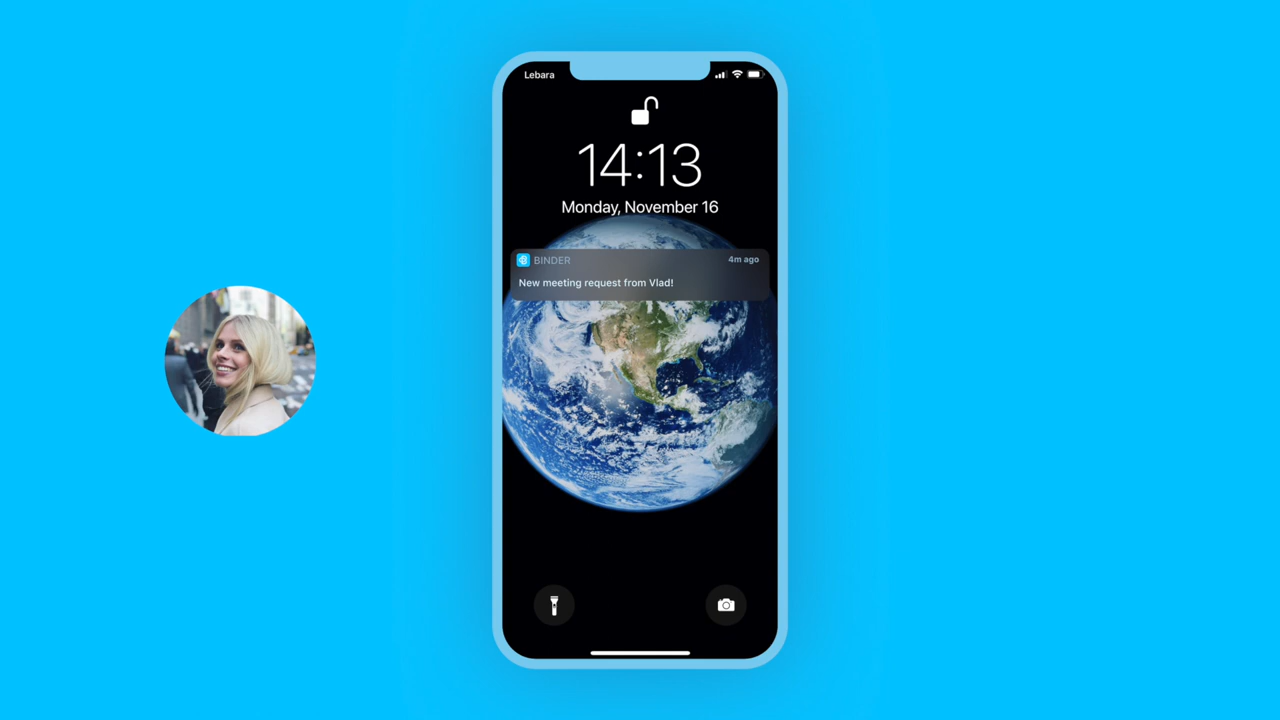 Lebara
14:13
Monday, November 16
BINDER 4m ago
New meeting request from Vlad!